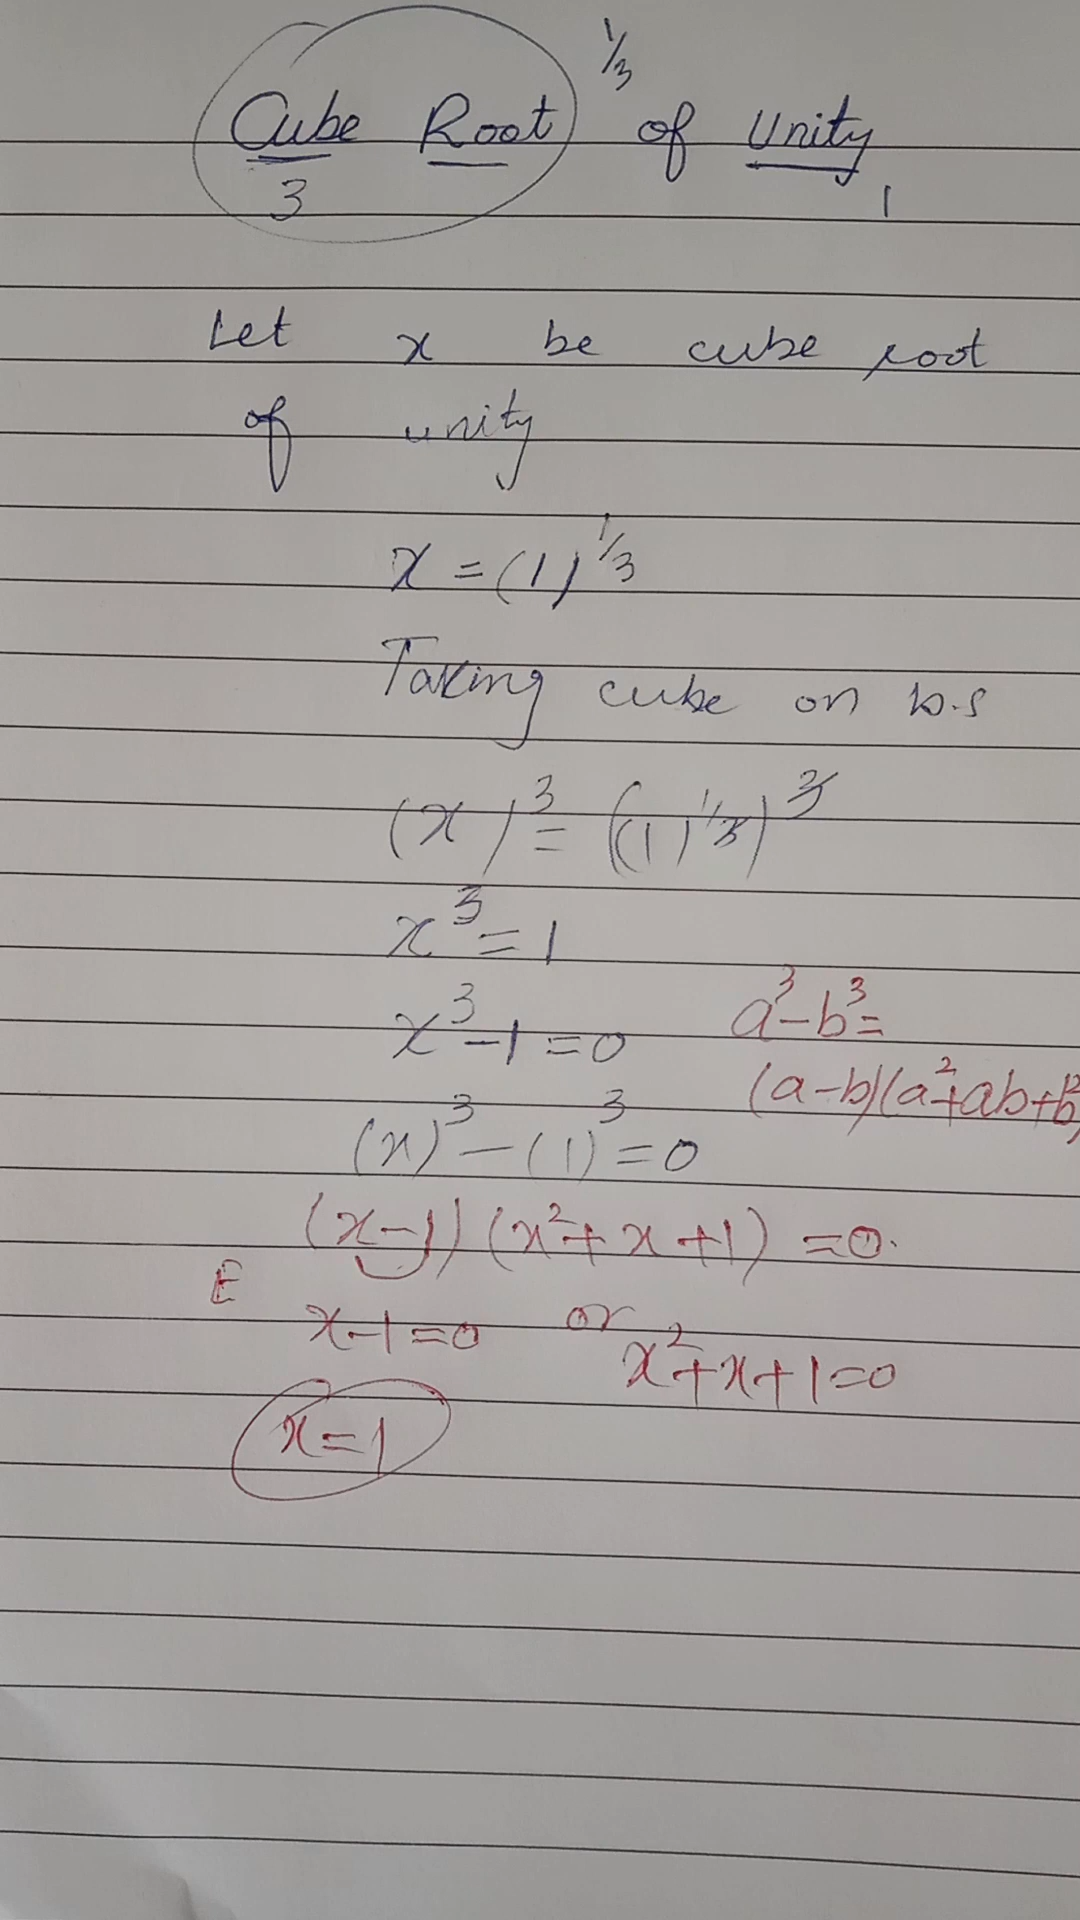 Cube Root 1/3 of Unity
3 1
Let x be cube root
of unity
x = (1)^1/3
Taking cube on b.s
(x)^3 = ((1)^1/3)^3
x^3 = 1
x^3 - 1 = 0 a^3 - b^3 =
(a-b)(a^2+ab+b^2)
(x)^3 - (1)^3 = 0
(x-1) (x^2+x+1) = 0.
E
x-1=0 or x^2+x+1=0
x=1